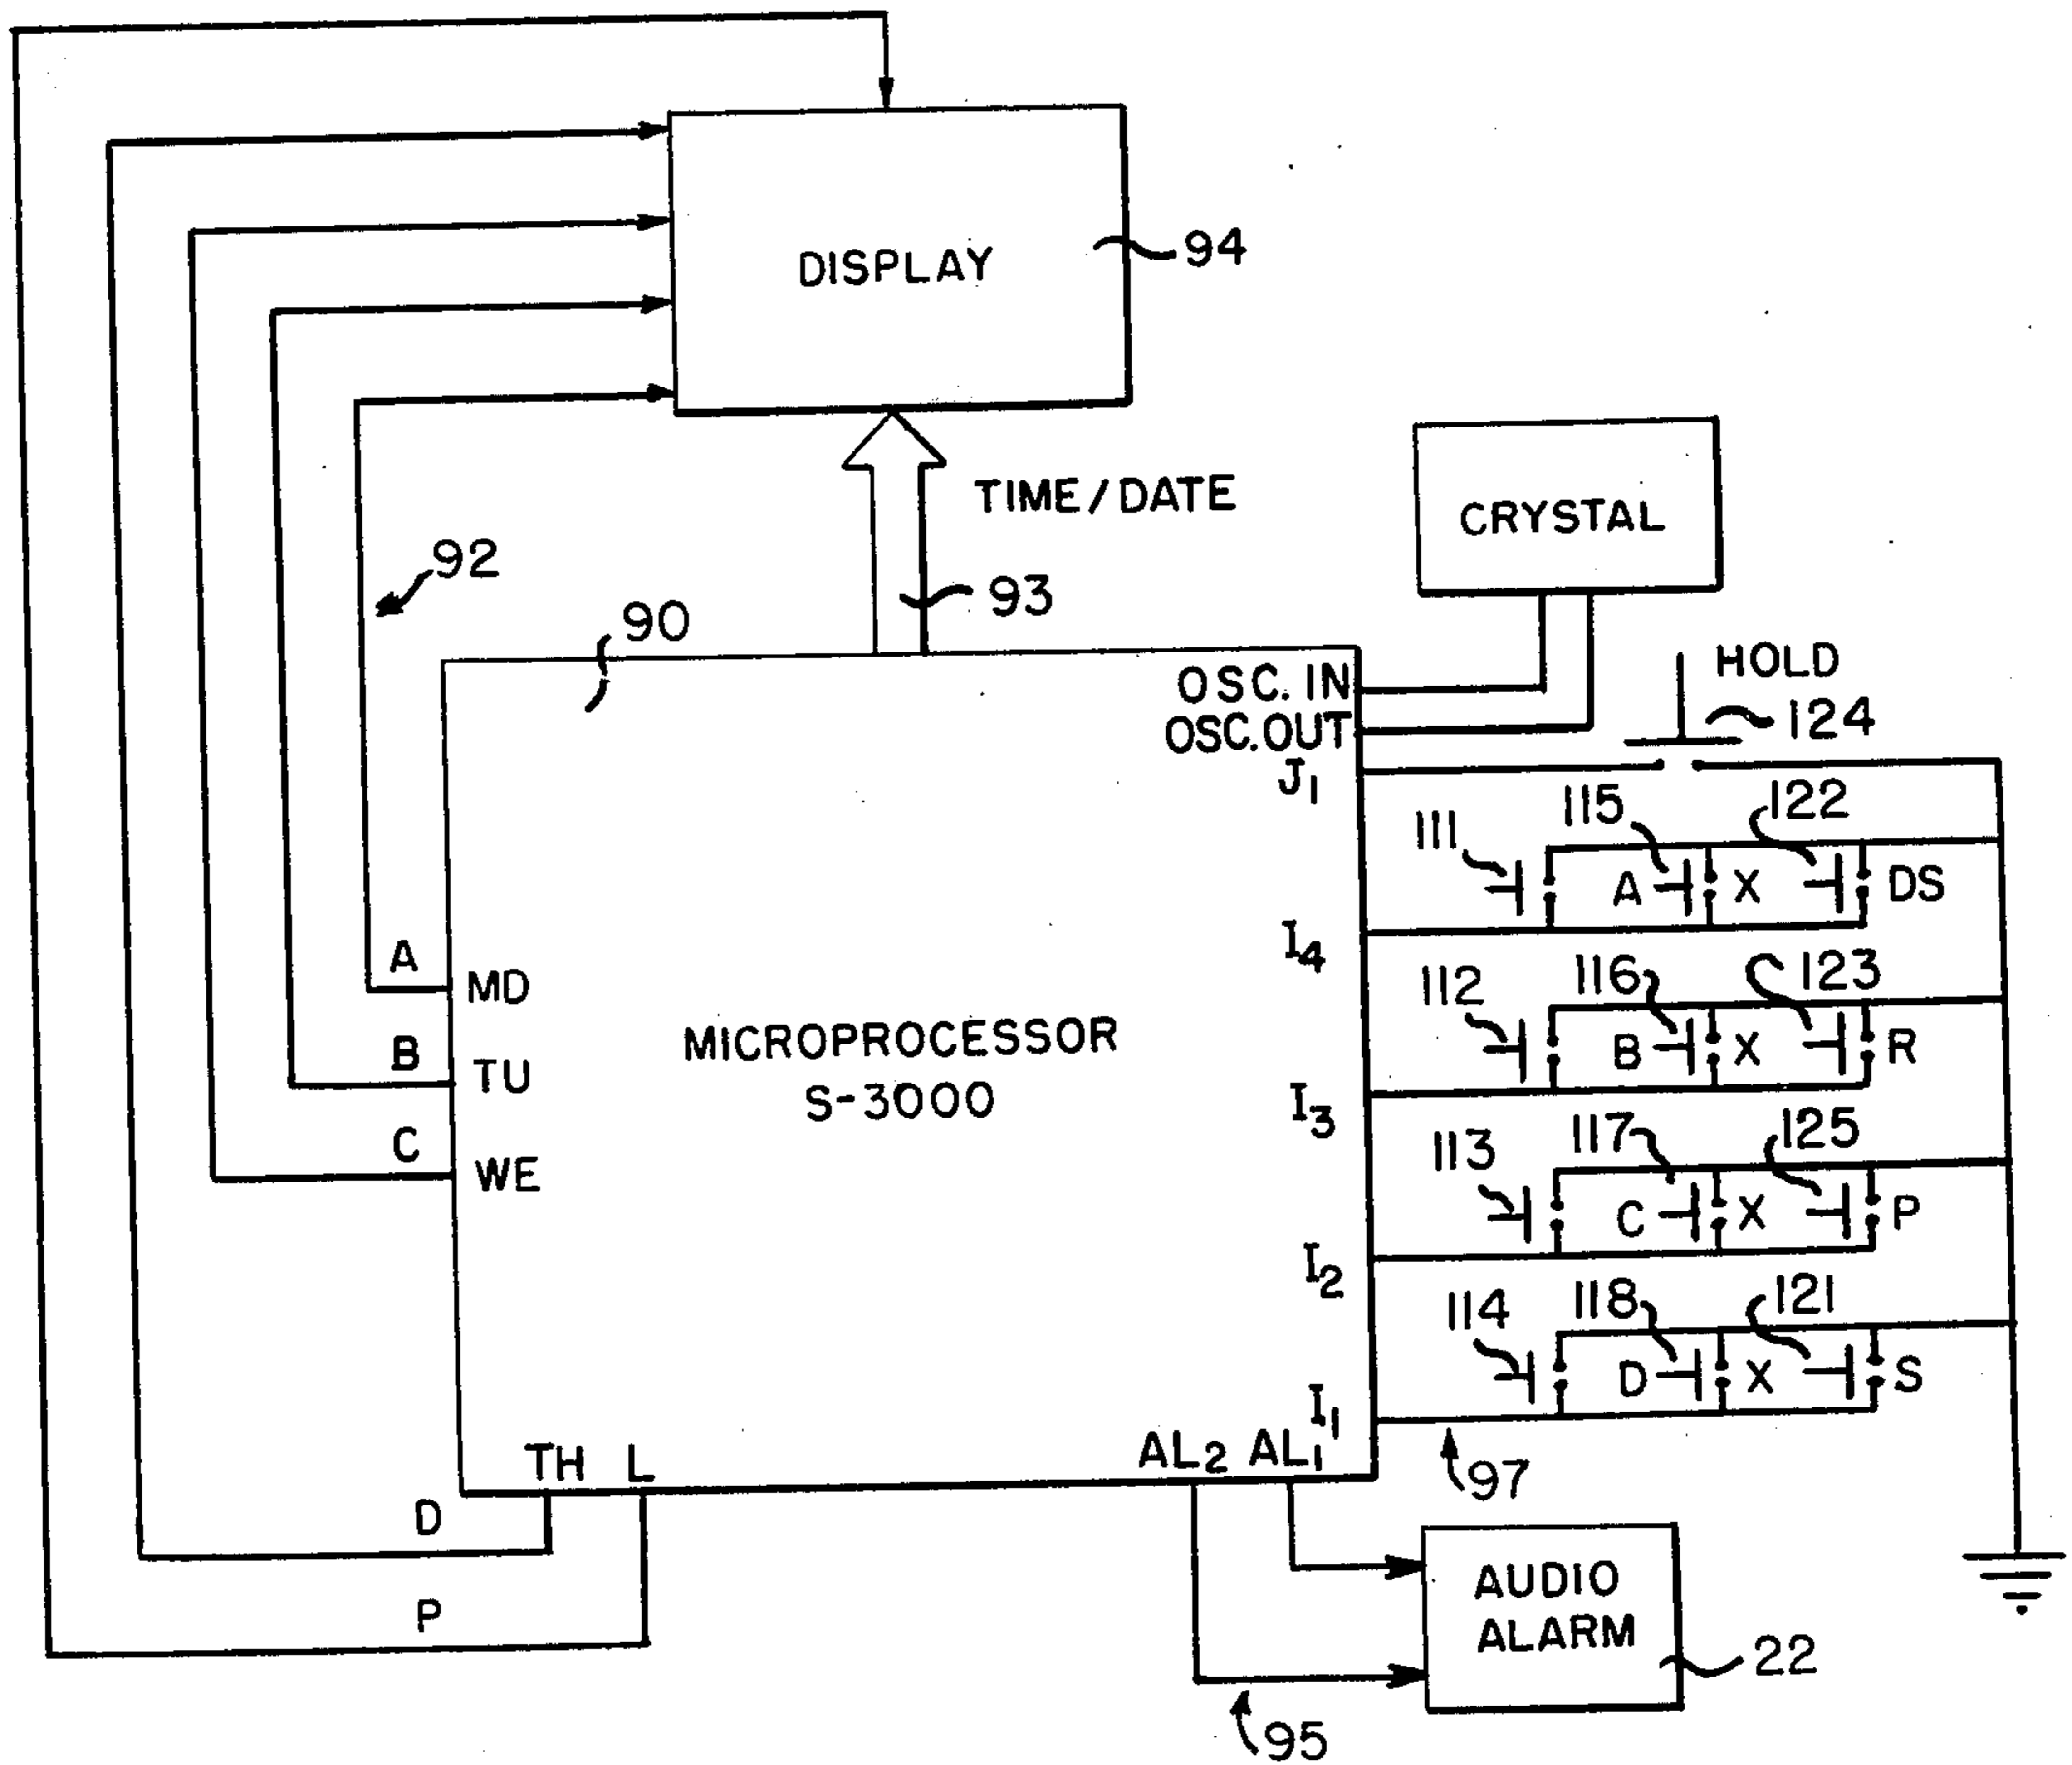 DISPLAY
94
TIME/DATE
CRYSTAL
92
93
90
HOLD
124
OSC. IN
OSC. OUT
J1
115
122
111
A
X
DS
I4
A
MD
112
116
123
B
X
R
MICROPROCESSOR
S-3000
B
TU
I3
C
WE
113
117
125
C
X
P
I2
114
118
121
D
X
S
I1
TH
L
AL2
AL1
97
D
P
AUDIO
ALARM
22
95